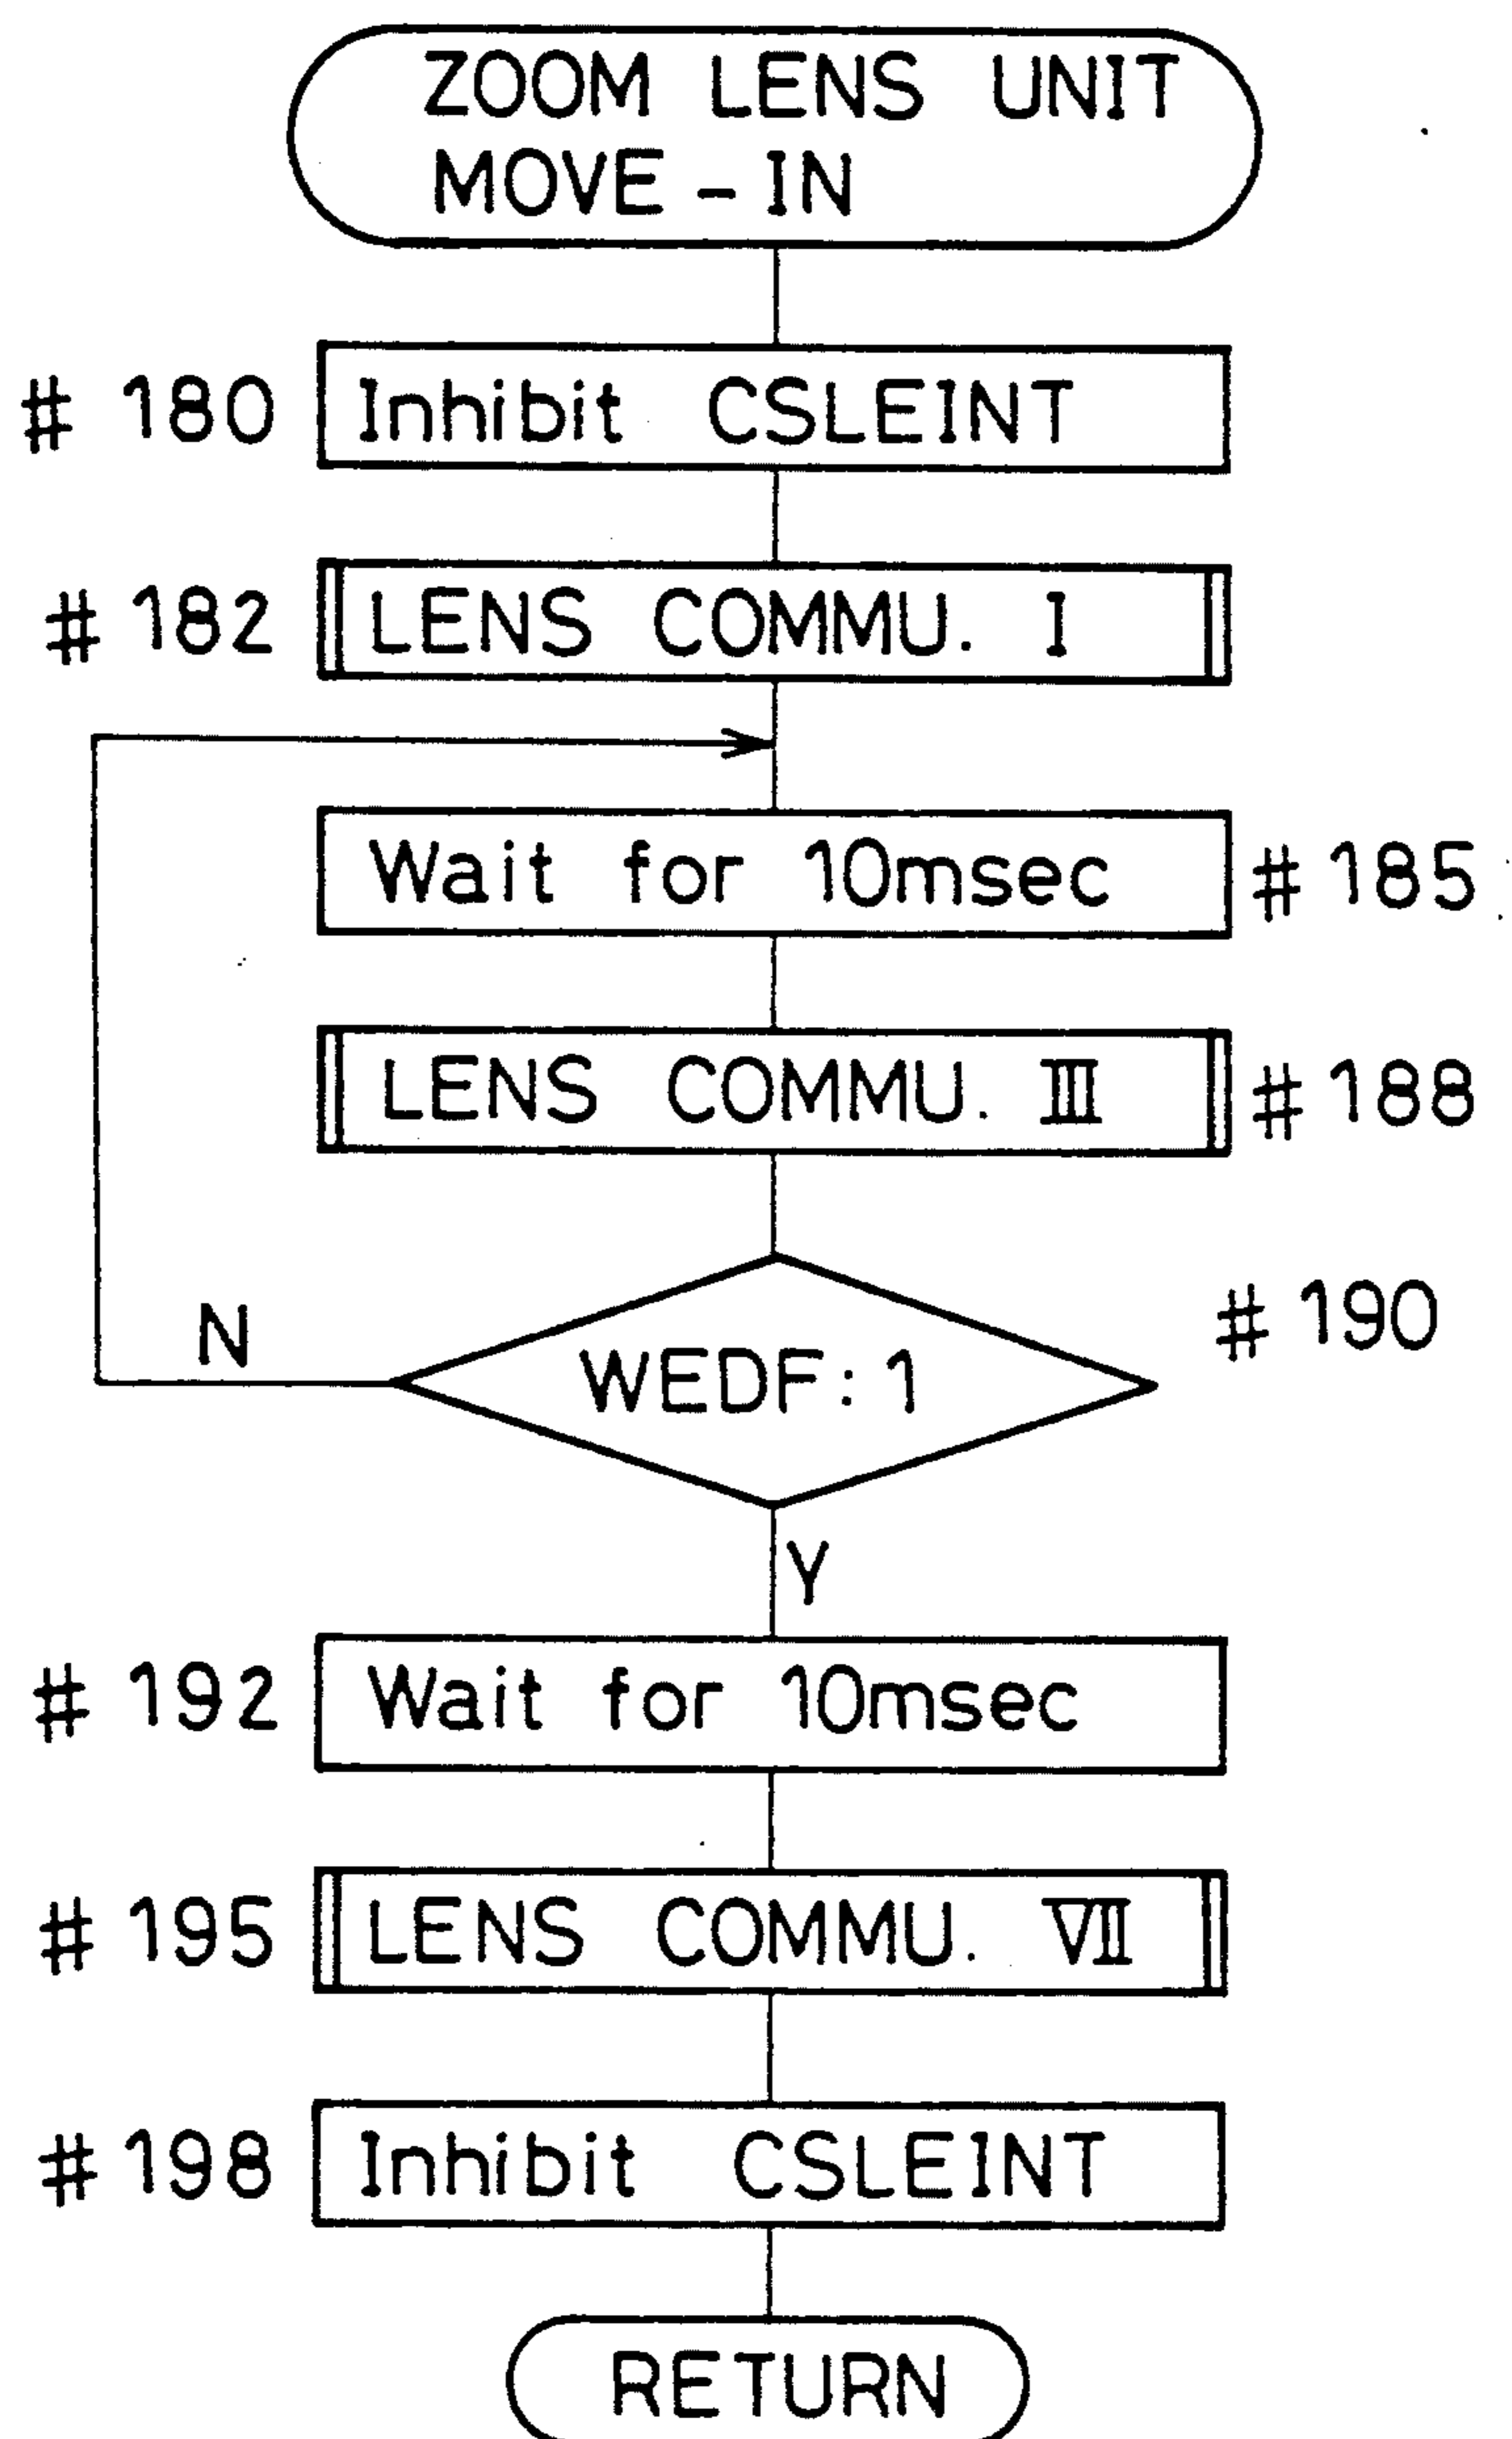 ZOOM LENS UNIT
MOVE-IN
# 180 Inhibit CSLEINT
# 182 LENS COMMU. I
Wait for 10msec # 185
LENS COMMU. III # 188
# 190
N
WEDF: 1
Y
# 192 Wait for 10msec
# 195 LENS COMMU. VII
# 198 Inhibit CSLEINT
RETURN